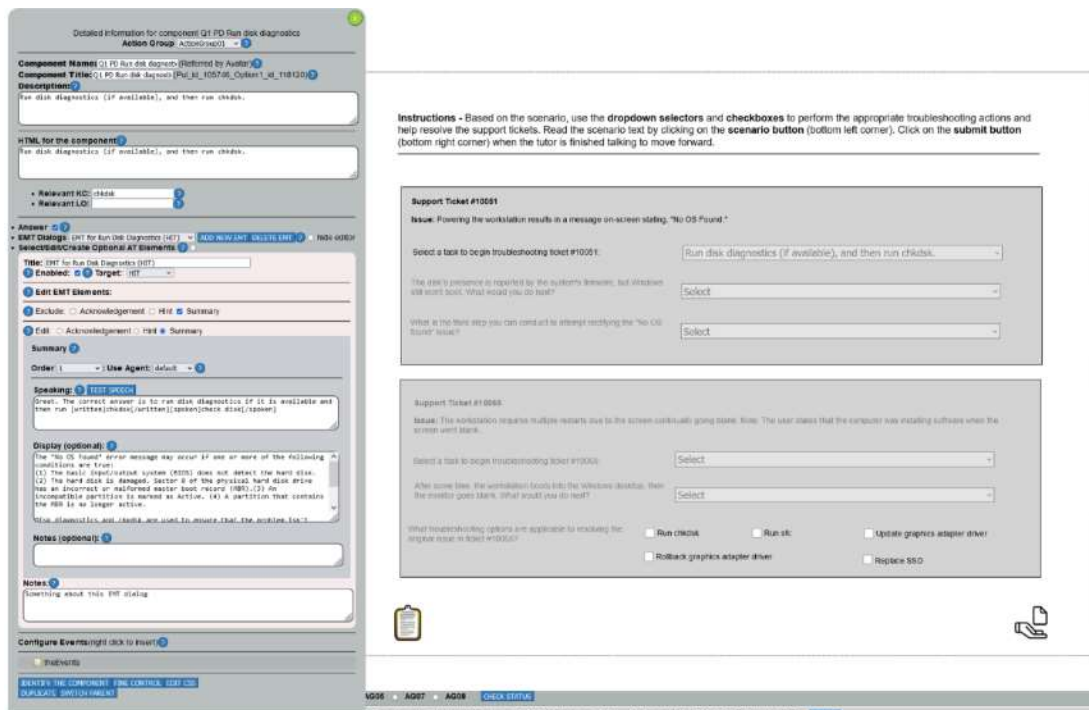 Detailed information for component Q1 PD Run disk diagnostics
Action Group ActionGroup01
Component Name: Q1 PD Run disk diagnosti (Referred by Avatar)
Component Title: Q1 PD Run disk diagnosti
Description:
Run disk diagnostics (if available), and then run chkdsk.
HTML for the component
Run disk diagnostics (if available), and then run chkdsk.
• Relevant KC: chkdsk
• Relevant LO:
• Answer
• EMT Dialogs: EMT for Run Disk Diagnostics (HIT) ADD NEW EMT DELETE EMT hide editor
• Select/Edit/Create Optional AT Elements
Title: EMT for Run Disk Diagnostics (HIT)
Enabled: Target: HIT
Edit EMT Elements:
Exclude: Acknowledgement Hint Summary
Edit: Acknowledgement Hint Summary
Summary
Order 1 Use Agent: default
Speaking: TEST SPEECH
Great. The correct answer is to run disk diagnostics if it is available and
then run [written]chkdsk[/written][spoken]check disk[/spoken]
Display (optional):
The "No OS Found" error message may occur if one or more of the following
conditions are true:
(1) The basic input/output system (BIOS) does not detect the hard disk.
(2) The hard disk is damaged. Sector 0 of the physical hard disk drive
has an incorrect or malformed master boot record (MBR).(3) An
incompatible partition is marked as Active. (4) A partition that contains
the MBR is no longer active.
Disk diagnostics and chkdsk are used to ensure that the problem isn't
Notes (optional):
Notes:
Something about this EMT dialog
Configure Events(right click to insert)
theEvents
IDENTIFY THE COMPONENT FINE CONTROL EDIT CSS
DUPLICATE SWITCH PARENT
Instructions - Based on the scenario, use the dropdown selectors and checkboxes to perform the appropriate troubleshooting actions and
help resolve the support tickets. Read the scenario text by clicking on the scenario button (bottom left corner). Click on the submit button
(bottom right corner) when the tutor is finished talking to move forward.
Support Ticket #10051
Issue: Powering the workstation results in a message on-screen stating, "No OS Found."
Select a task to begin troubleshooting ticket #10051: Run disk diagnostics (if available), and then run chkdsk.
The disk's presence is reported by the system's firmware, but Windows
still won't boot. What would you do next? Select
What is the final step you can conduct to attempt rectifying the "No OS
Found" issue? Select
Support Ticket
Issue: The workstation requires multiple restarts due to the screen continually going blank. Note: The user states that the computer was installing software when the
screen went blank.
Select a task to begin troubleshooting ticket Select
After some time, the workstation boots into the Windows desktop, then
the monitor goes blank. What would you do next? Select
What troubleshooting options are applicable to resolving the
original issue in ticket Run chkdsk Run sfc Update graphics adapter driver
Rollback graphics adapter driver Replace SSD
AG06 AG07 AG08 CHECK STATUS